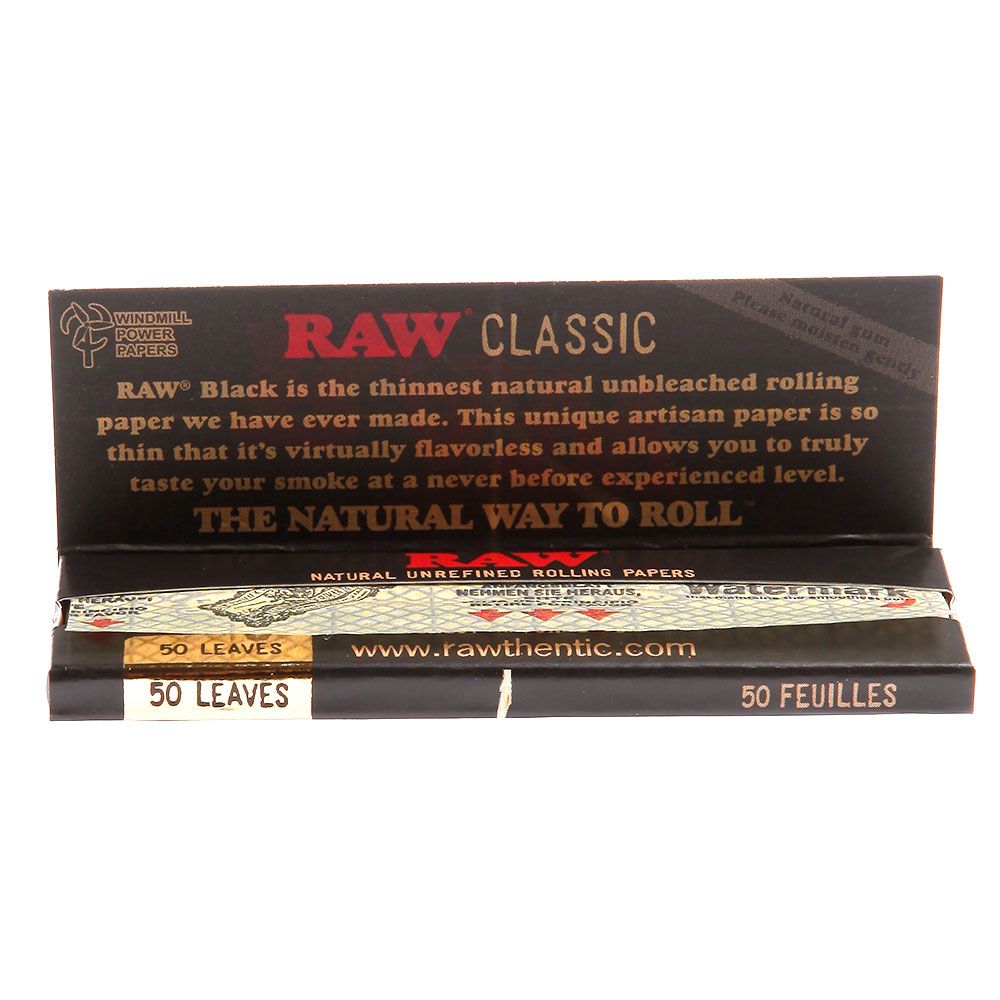 WINDMILL
POWER
PAPERS
RAW® CLASSIC
Natural Gum
Please moisten gently
RAW® Black is the thinnest natural unbleached rolling
paper we have ever made. This unique artisan paper is so
thin that it's virtually flavorless and allows you to truly
taste your smoke at a never before experienced level.
THE NATURAL WAY TO ROLL™
RAW
NATURAL UNREFINED ROLLING PAPERS
NEHMEN SIE HERAUS,
Watermark
50 LEAVES
www.rawthentic.com
50 LEAVES
50 FEUILLES